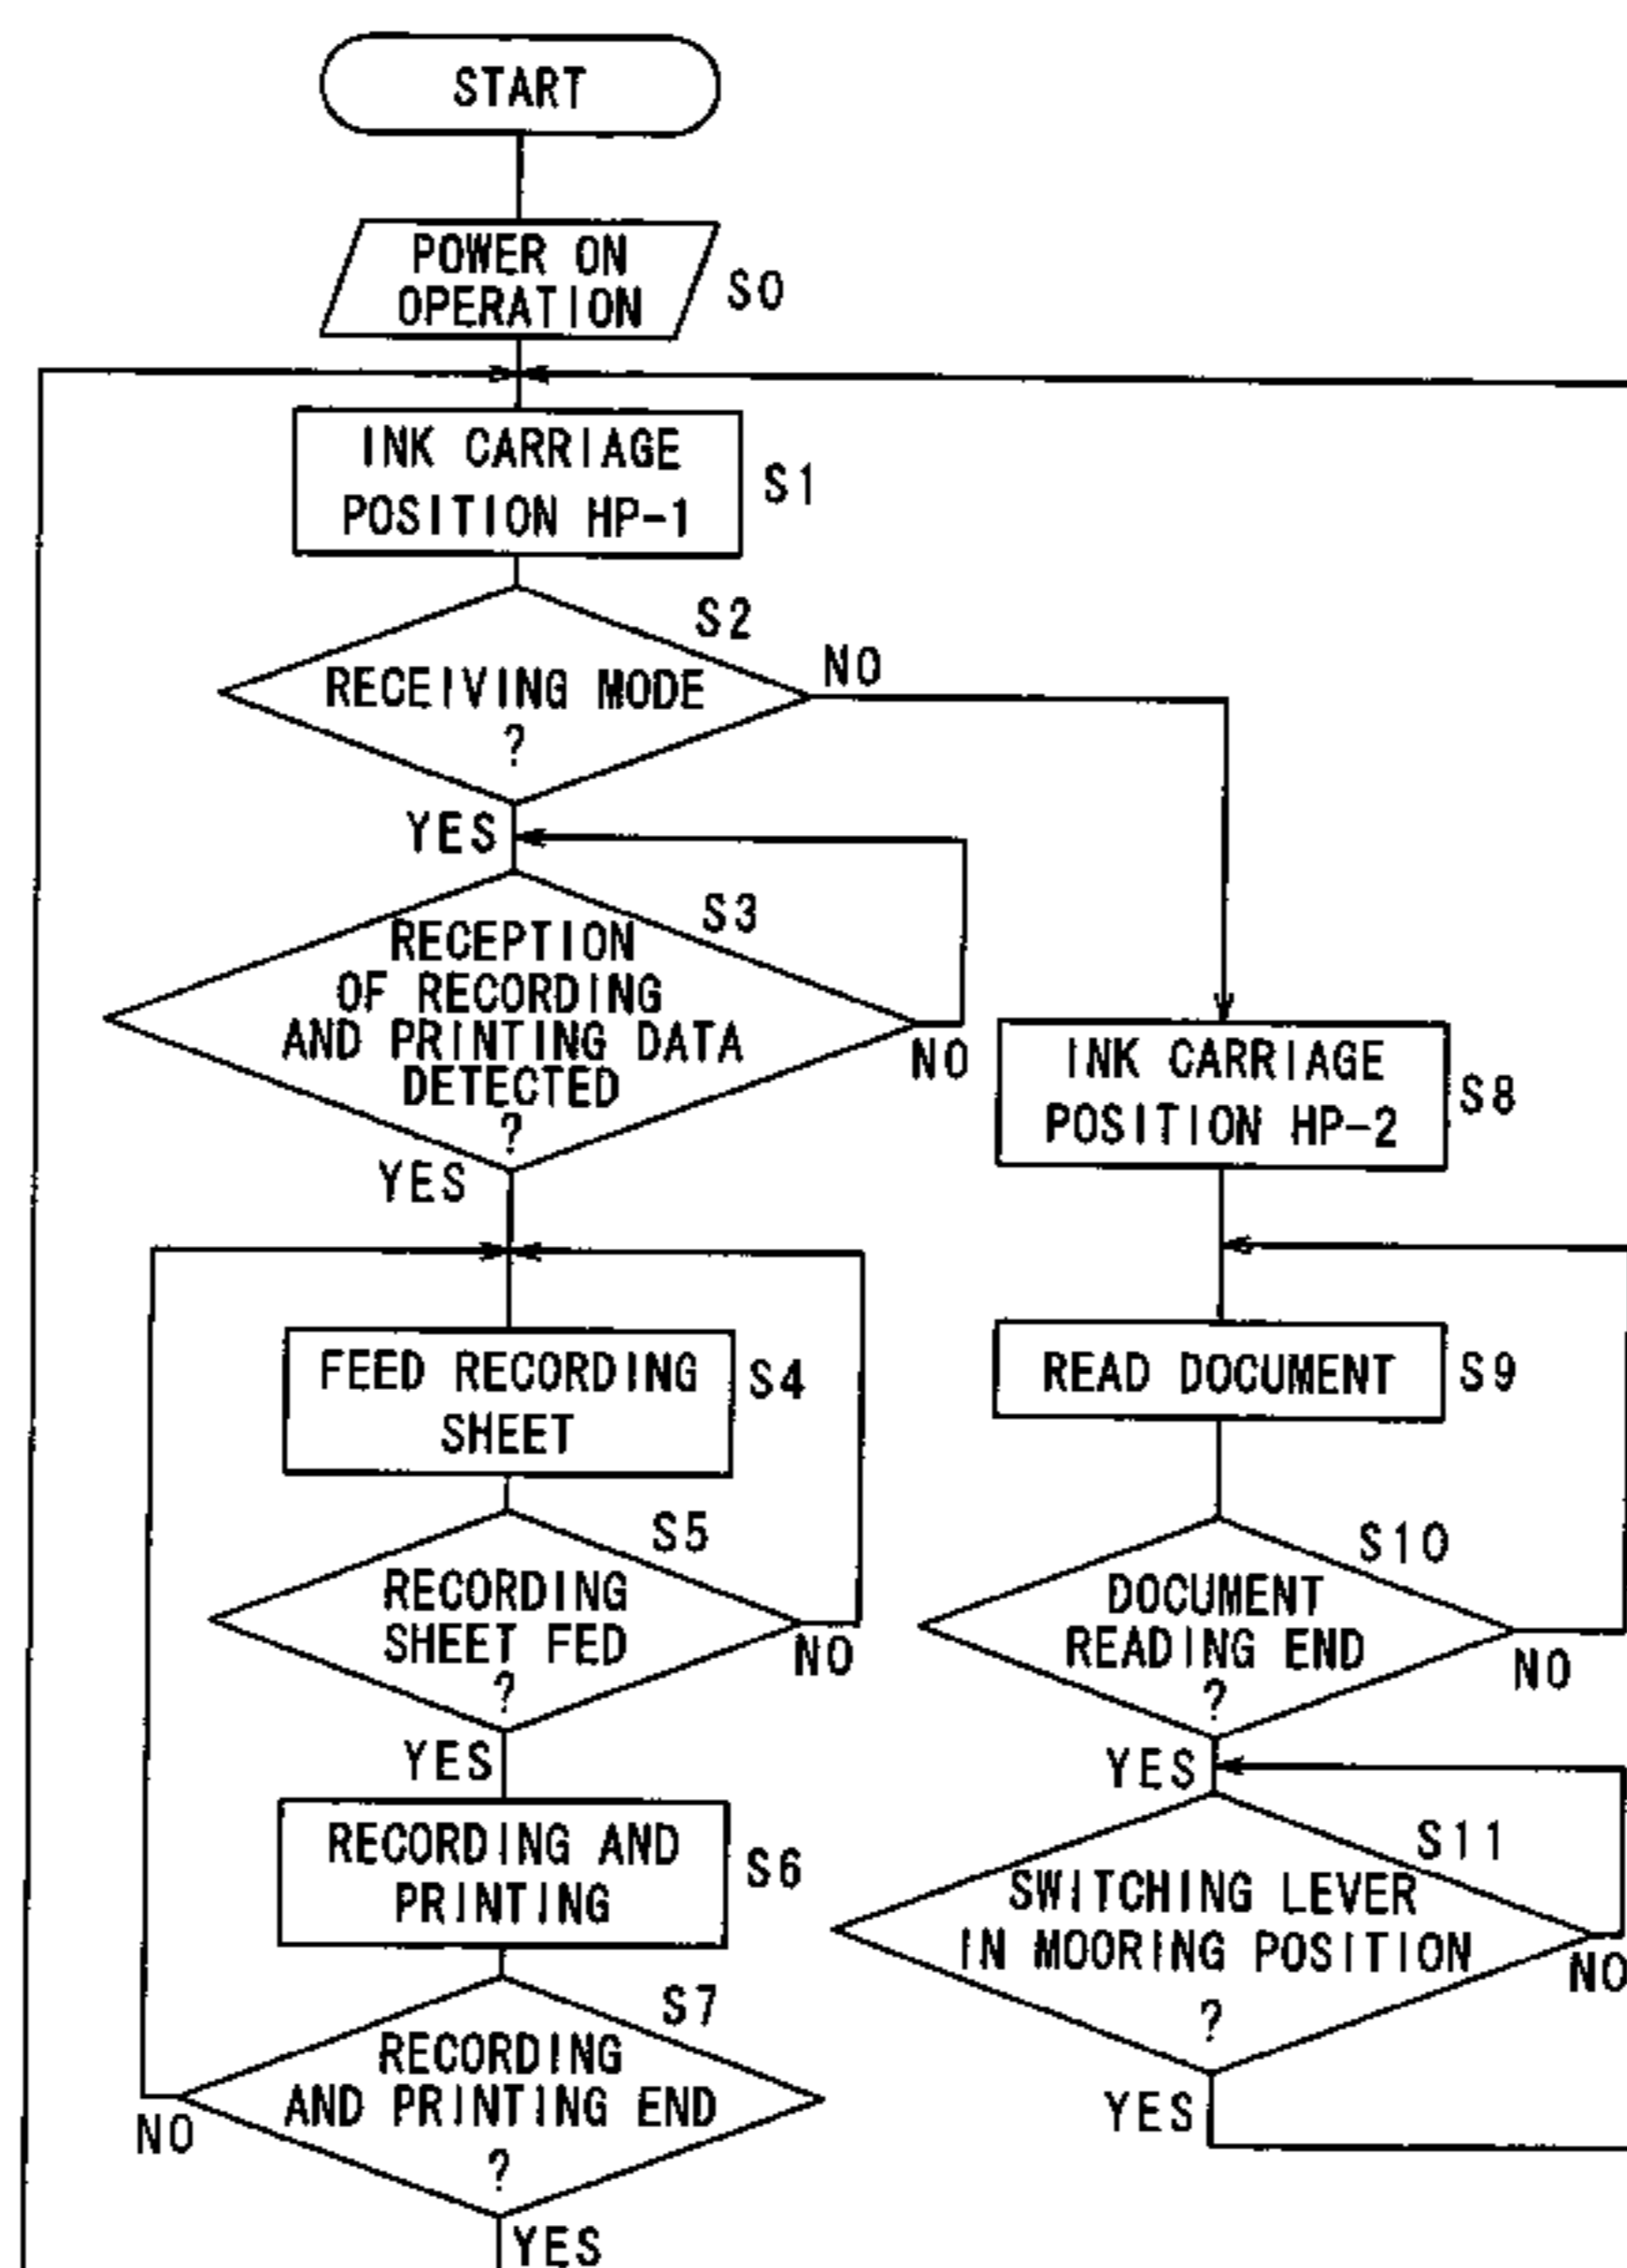 START
POWER ON
OPERATION
S0
INK CARRIAGE
POSITION HP-1
S1
S2
RECEIVING MODE
?
NO
YES
S3
RECEPTION
OF RECORDING
AND PRINTING DATA
DETECTED
?
NO
YES
FEED RECORDING
SHEET
S4
S5
RECORDING
SHEET FED
?
NO
YES
RECORDING AND
PRINTING
S6
S7
RECORDING
AND PRINTING END
?
NO
YES
INK CARRIAGE
POSITION HP-2
S8
READ DOCUMENT
S9
S10
DOCUMENT
READING END
?
NO
YES
S11
SWITCHING LEVER
IN MOORING POSITION
?
NO
YES